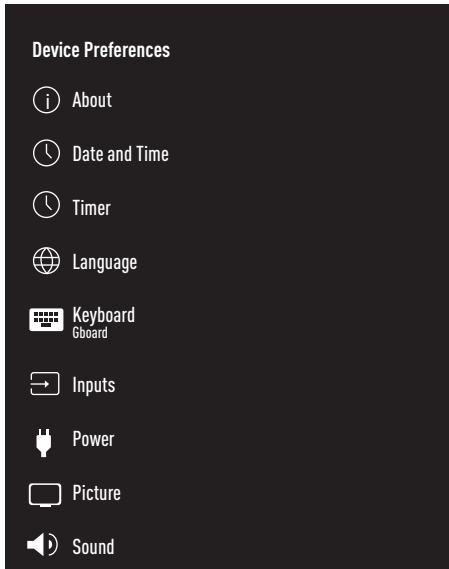 Device Preferences
About
Date and Time
Timer
Language
Keyboard
Gboard
Inputs
Power
Picture
Sound